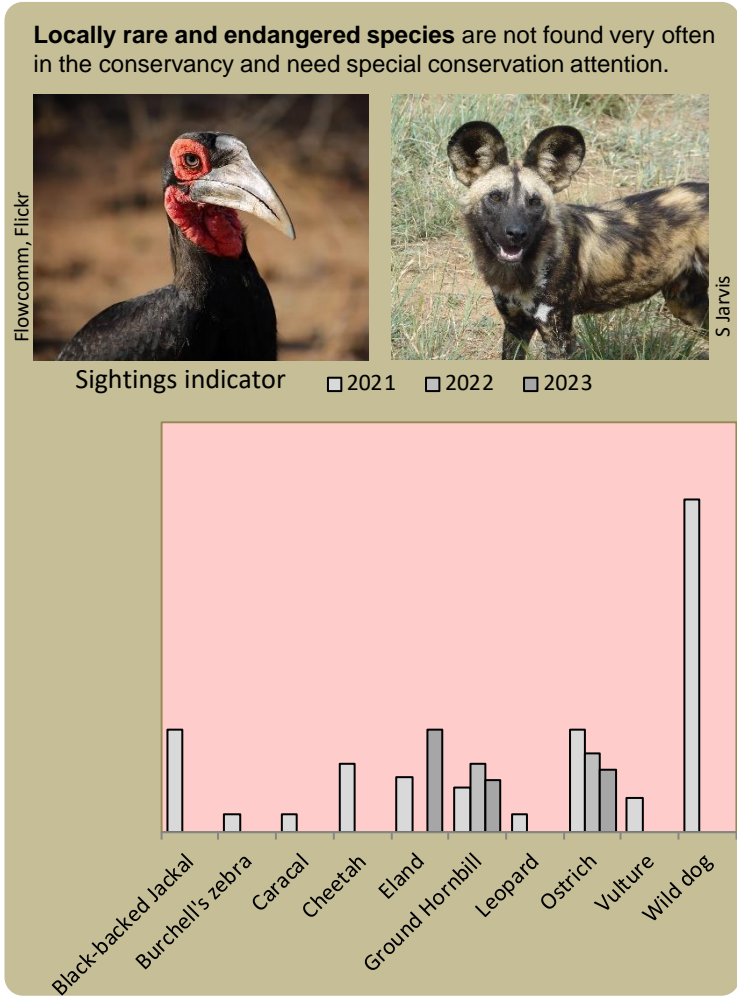 Locally rare and endangered species are not found very often
in the conservancy and need special conservation attention.
Flowcomm, Flickr
S Jarvis
Sightings indicator 2021 2022 2023
Black-backed Jackal
Burchell's zebra
Caracal
Cheetah
Eland
Ground Hornbill
Leopard
Ostrich
Vulture
Wild dog